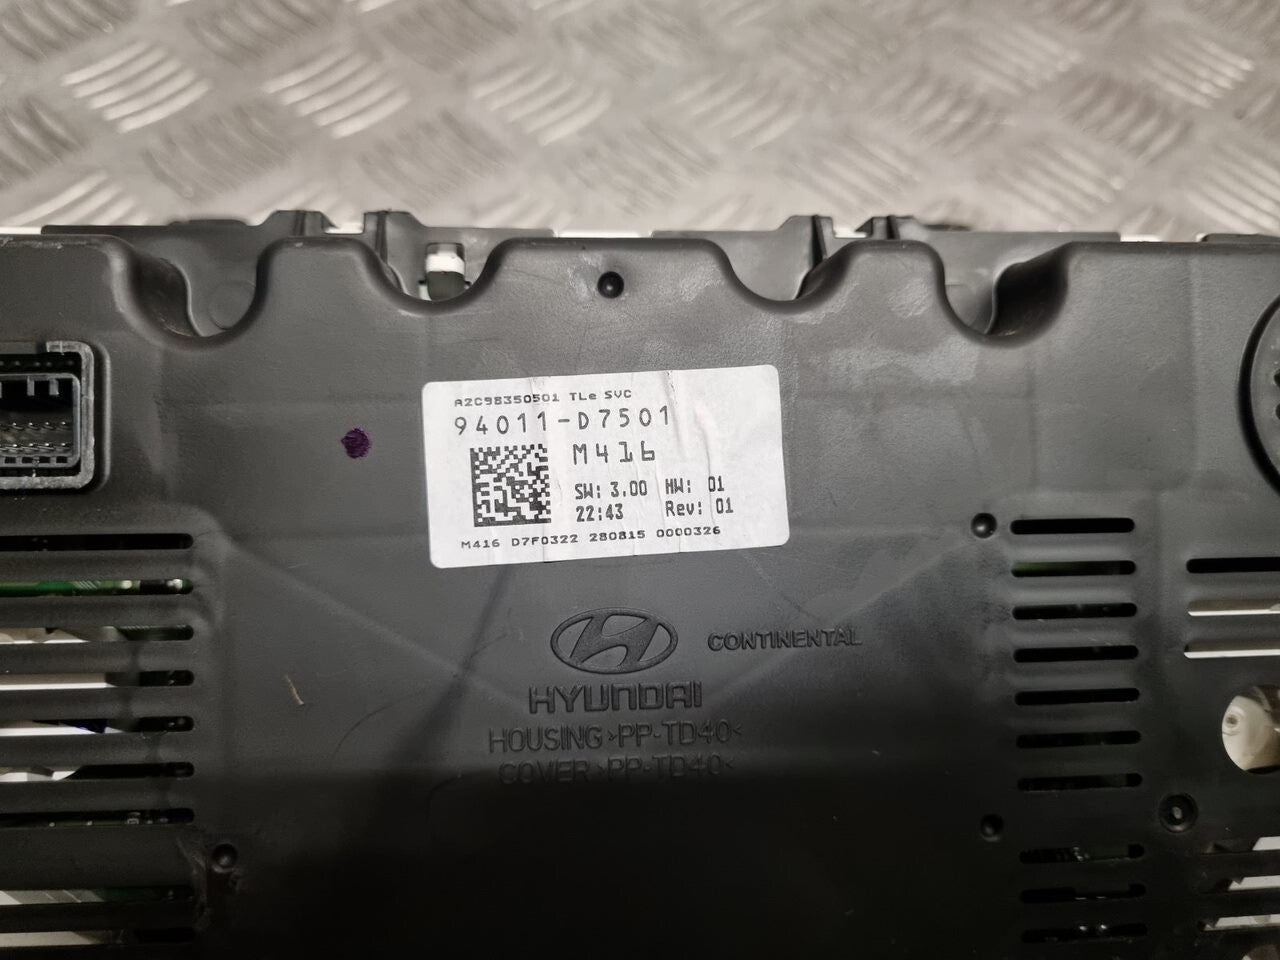 A2C98350501 TLe SVC
94011-D7501
M416
SW: 3.00 HW: 01
22:43 Rev: 01
M416 D7F0322 280815 0000326
CONTINENTAL
HYUNDAI
HOUSING >PP-TD40<
COVER >PP-TD40<